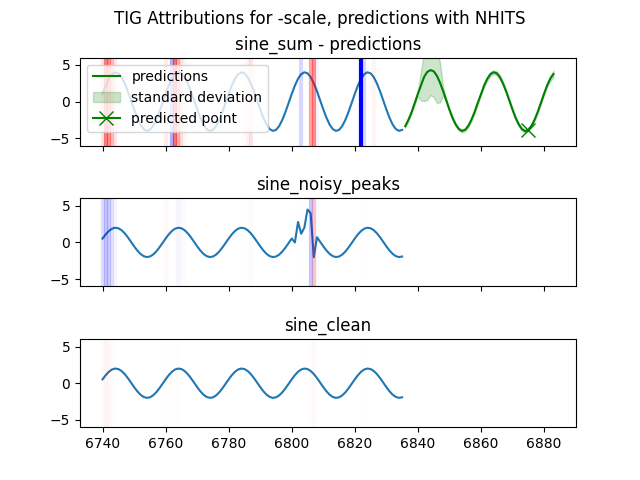 TIG Attributions for -scale, predictions with NHITS
sine_sum - predictions
5
0
−5
predictions
standard deviation
predicted point
sine_noisy_peaks
5
0
−5
sine_clean
5
0
−5
6740 6760 6780 6800 6820 6840 6860 6880